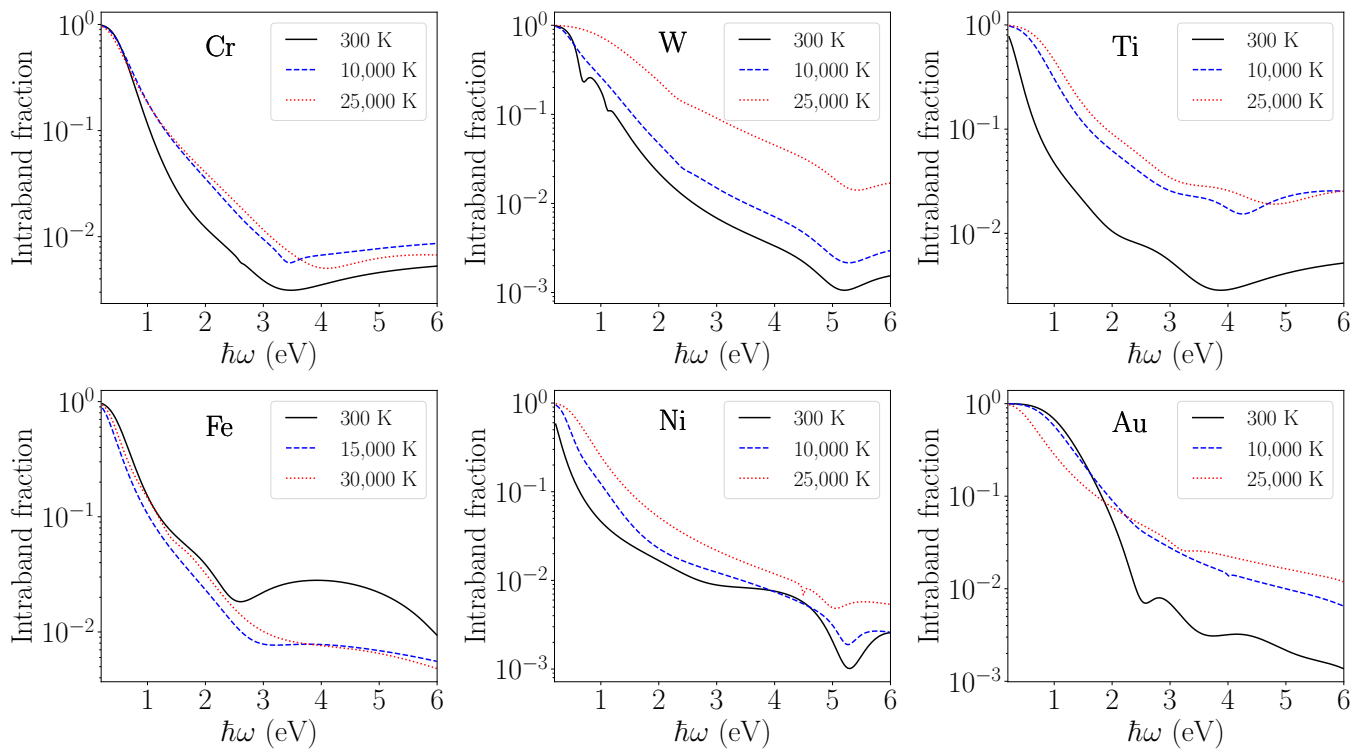 Intraband fraction
10^0
10^-1
10^-2
Cr
300 K
10,000 K
25,000 K
1 2 3 4 5 6
ħω (eV)
Intraband fraction
10^0
10^-1
10^-2
10^-3
W
300 K
10,000 K
25,000 K
1 2 3 4 5 6
ħω (eV)
Intraband fraction
10^0
10^-1
10^-2
Ti
300 K
10,000 K
25,000 K
1 2 3 4 5 6
ħω (eV)
Intraband fraction
10^0
10^-1
10^-2
Fe
300 K
15,000 K
30,000 K
1 2 3 4 5 6
ħω (eV)
Intraband fraction
10^0
10^-1
10^-2
10^-3
Ni
300 K
10,000 K
25,000 K
1 2 3 4 5 6
ħω (eV)
Intraband fraction
10^0
10^-1
10^-2
10^-3
Au
300 K
10,000 K
25,000 K
1 2 3 4 5 6
ħω (eV)